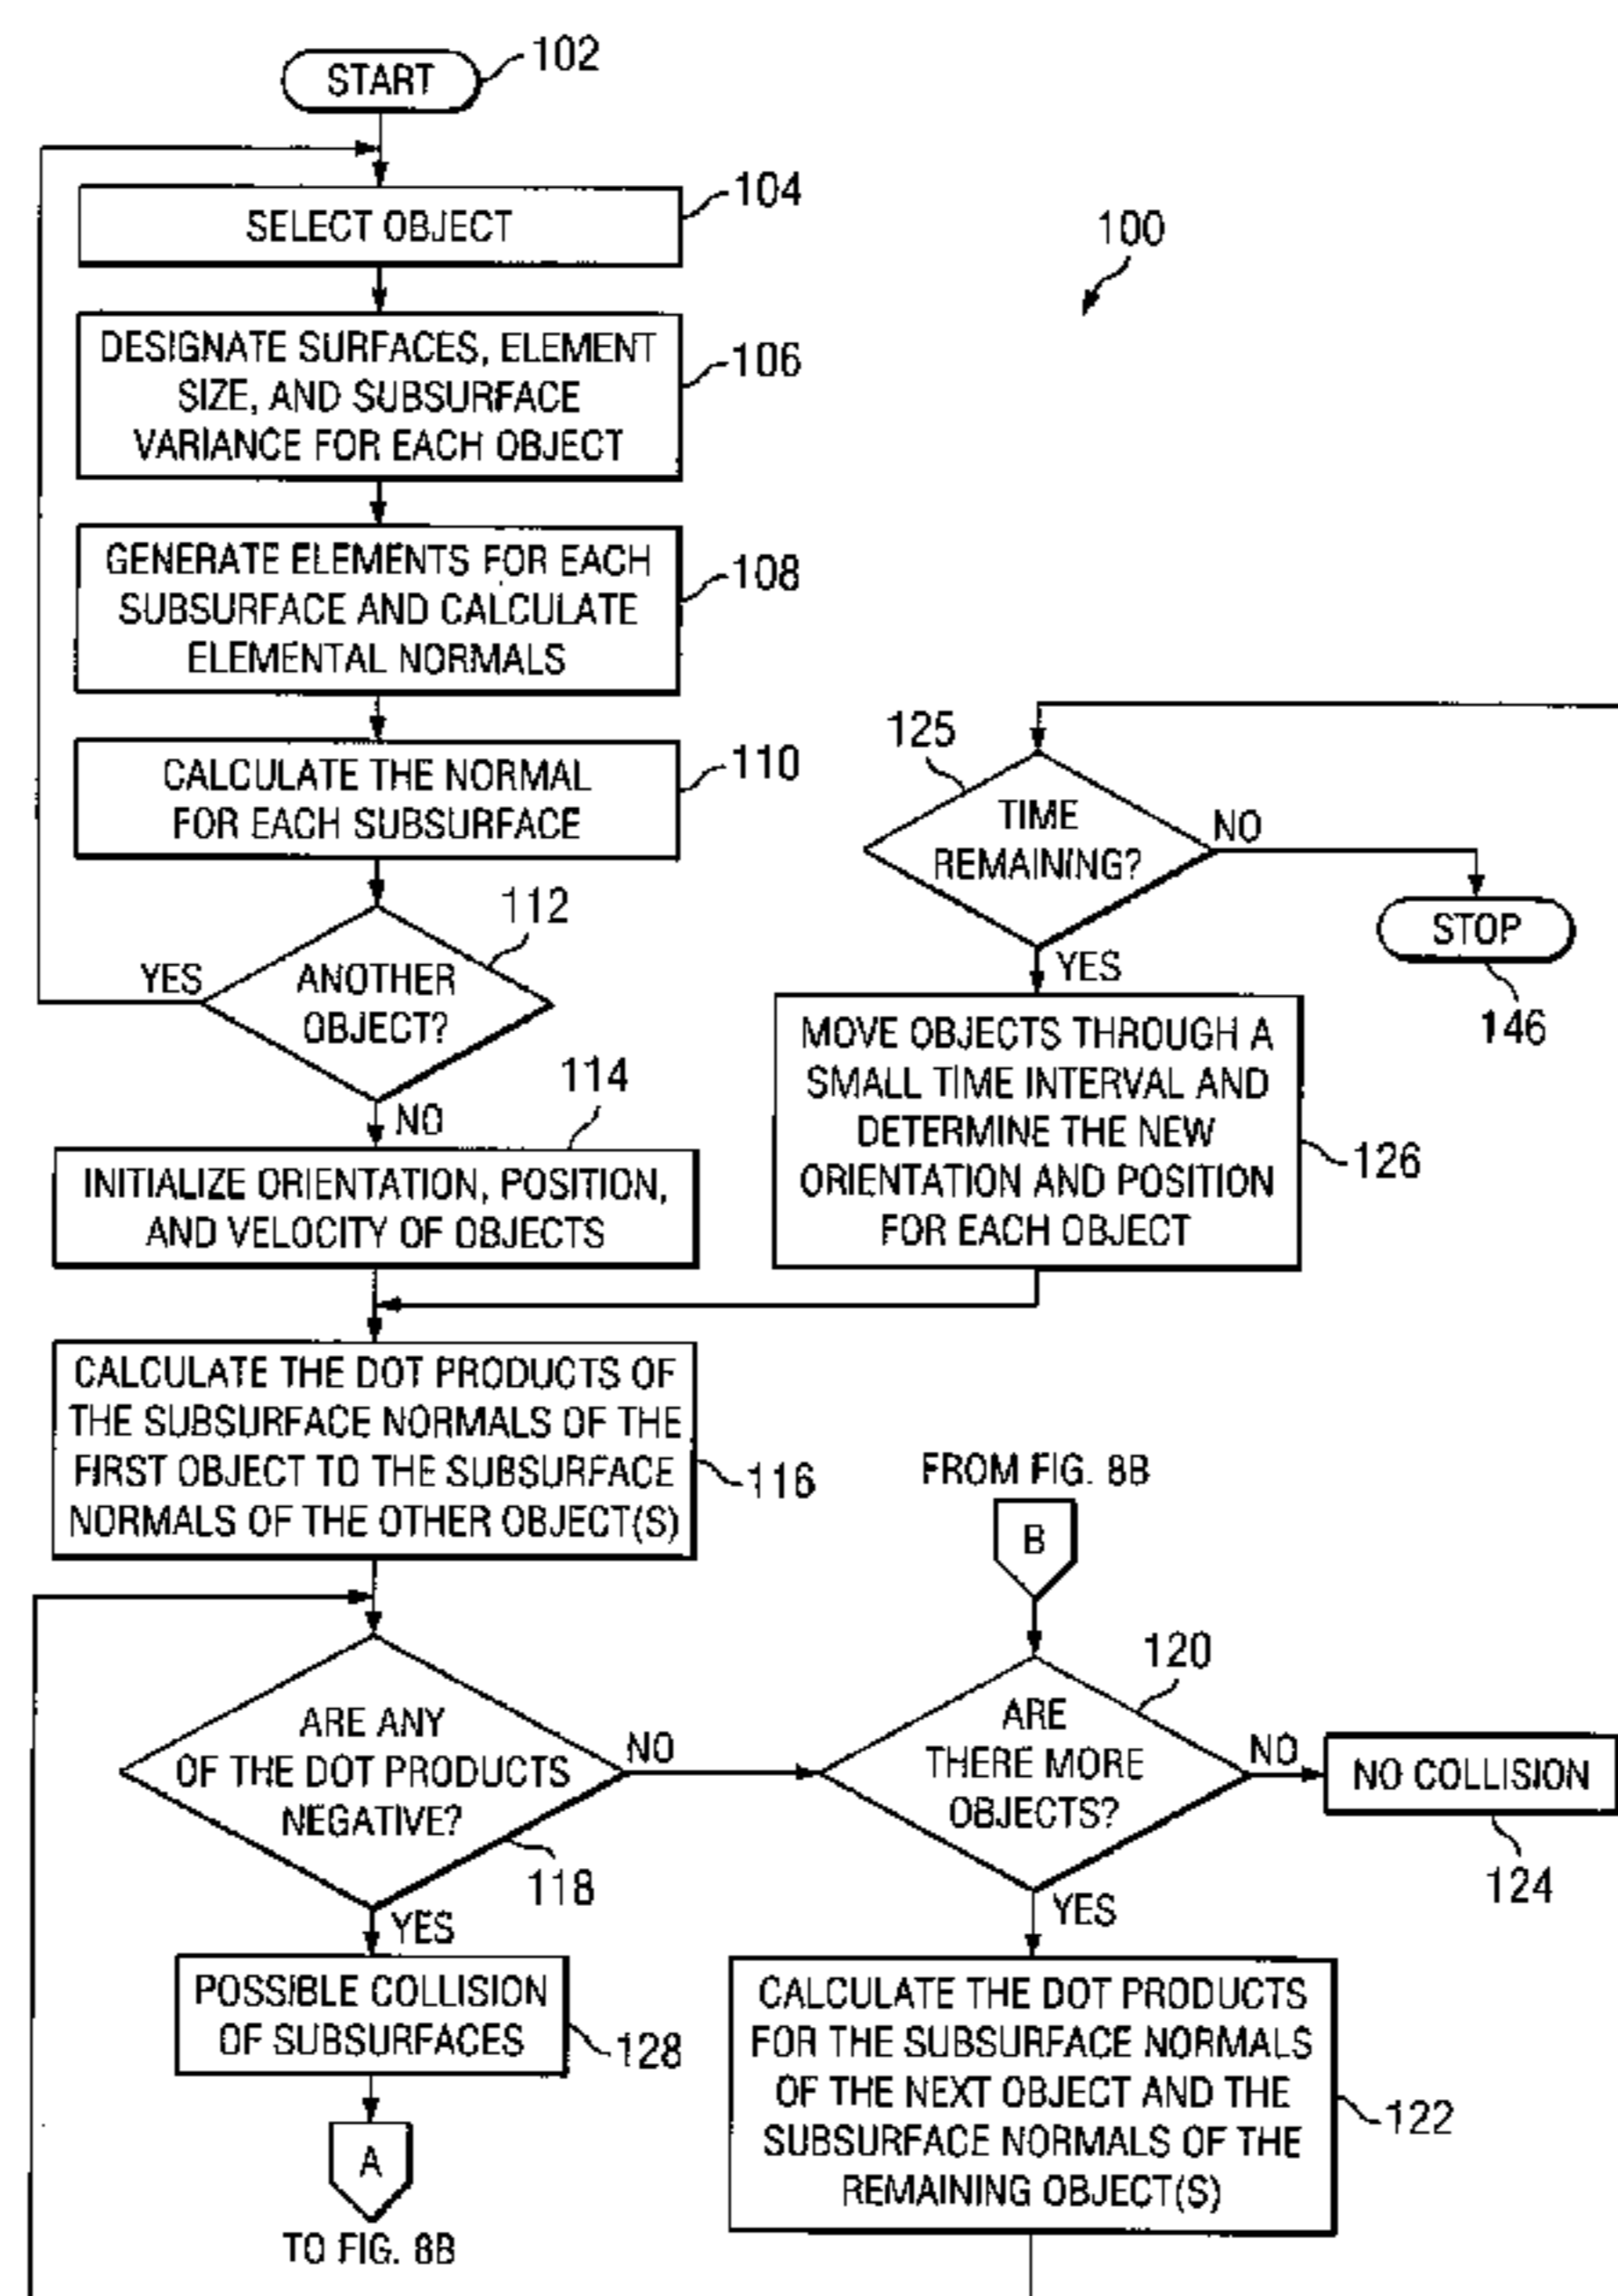 START
102
SELECT OBJECT
104
100
DESIGNATE SURFACES, ELEMENT
SIZE, AND SUBSURFACE
VARIANCE FOR EACH OBJECT
106
GENERATE ELEMENTS FOR EACH
SUBSURFACE AND CALCULATE
ELEMENTAL NORMALS
108
CALCULATE THE NORMAL
FOR EACH SUBSURFACE
110
112
ANOTHER
OBJECT?
YES
NO
114
INITIALIZE ORIENTATION, POSITION,
AND VELOCITY OF OBJECTS
125
TIME
REMAINING?
NO
STOP
146
YES
MOVE OBJECTS THROUGH A
SMALL TIME INTERVAL AND
DETERMINE THE NEW
ORIENTATION AND POSITION
FOR EACH OBJECT
126
CALCULATE THE DOT PRODUCTS OF
THE SUBSURFACE NORMALS OF THE
FIRST OBJECT TO THE SUBSURFACE
NORMALS OF THE OTHER OBJECT(S)
116
FROM FIG. 8B
B
ARE ANY
OF THE DOT PRODUCTS
NEGATIVE?
118
NO
YES
120
ARE
THERE MORE
OBJECTS?
NO
NO COLLISION
124
YES
POSSIBLE COLLISION
OF SUBSURFACES
128
A
TO FIG. 8B
CALCULATE THE DOT PRODUCTS
FOR THE SUBSURFACE NORMALS
OF THE NEXT OBJECT AND THE
SUBSURFACE NORMALS OF THE
REMAINING OBJECT(S)
122